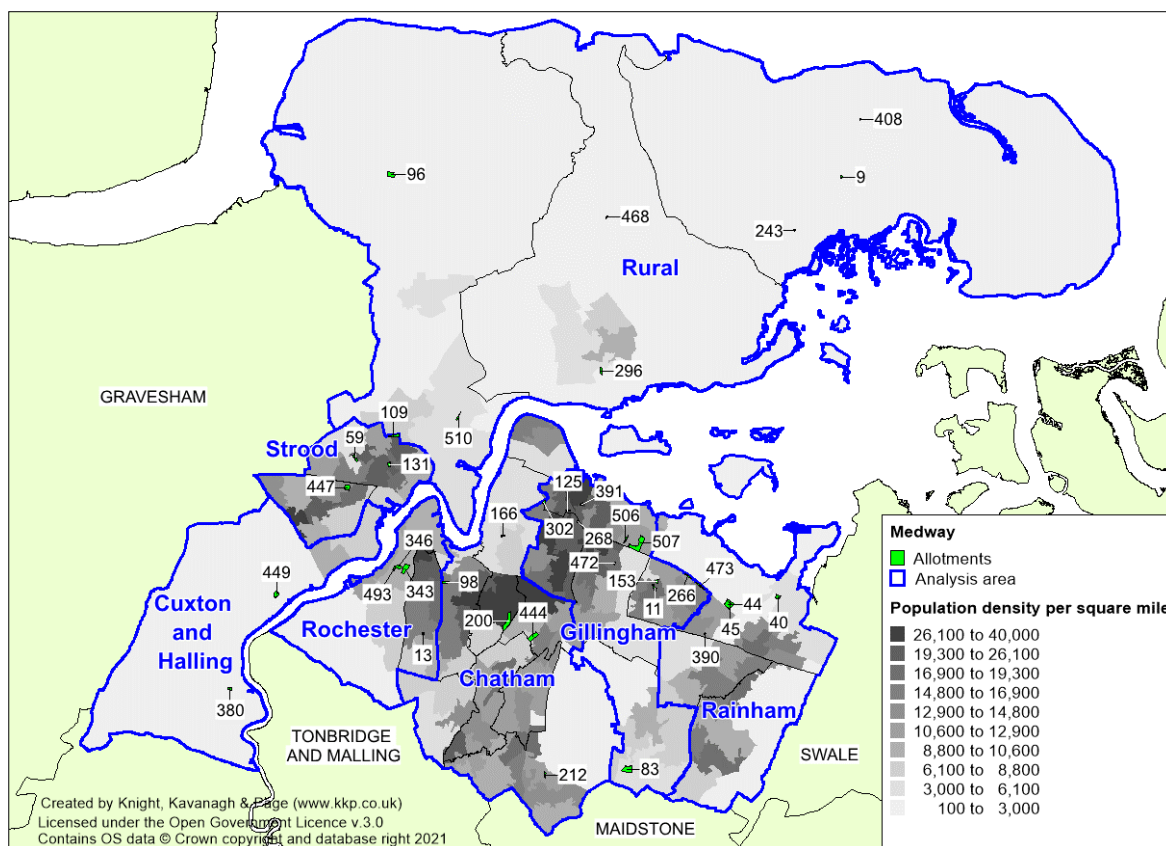 408
96
9
468
243
Rural
296
GRAVESHAM
109
59
510
Strood
131
447
125
391
166
302
506
268
507
346
472
473
449
98
153
493
343
11
266
44
40
Cuxton
and
Halling
200
444
45
Rochester
Gillingham
13
390
Chatham
380
Rainham
TONBRIDGE
AND MALLING
SWALE
83
212
MAIDSTONE
Created by Knight, Kavanagh & Page (www.kkp.co.uk)
Licensed under the Open Government Licence v.3.0
Contains OS data © Crown copyright and database right 2021
Medway
Allotments
Analysis area
Population density per square mile
26,100 to 40,000
19,300 to 26,100
16,900 to 19,300
14,800 to 16,900
12,900 to 14,800
10,600 to 12,900
8,800 to 10,600
6,100 to 8,800
3,000 to 6,100
100 to 3,000